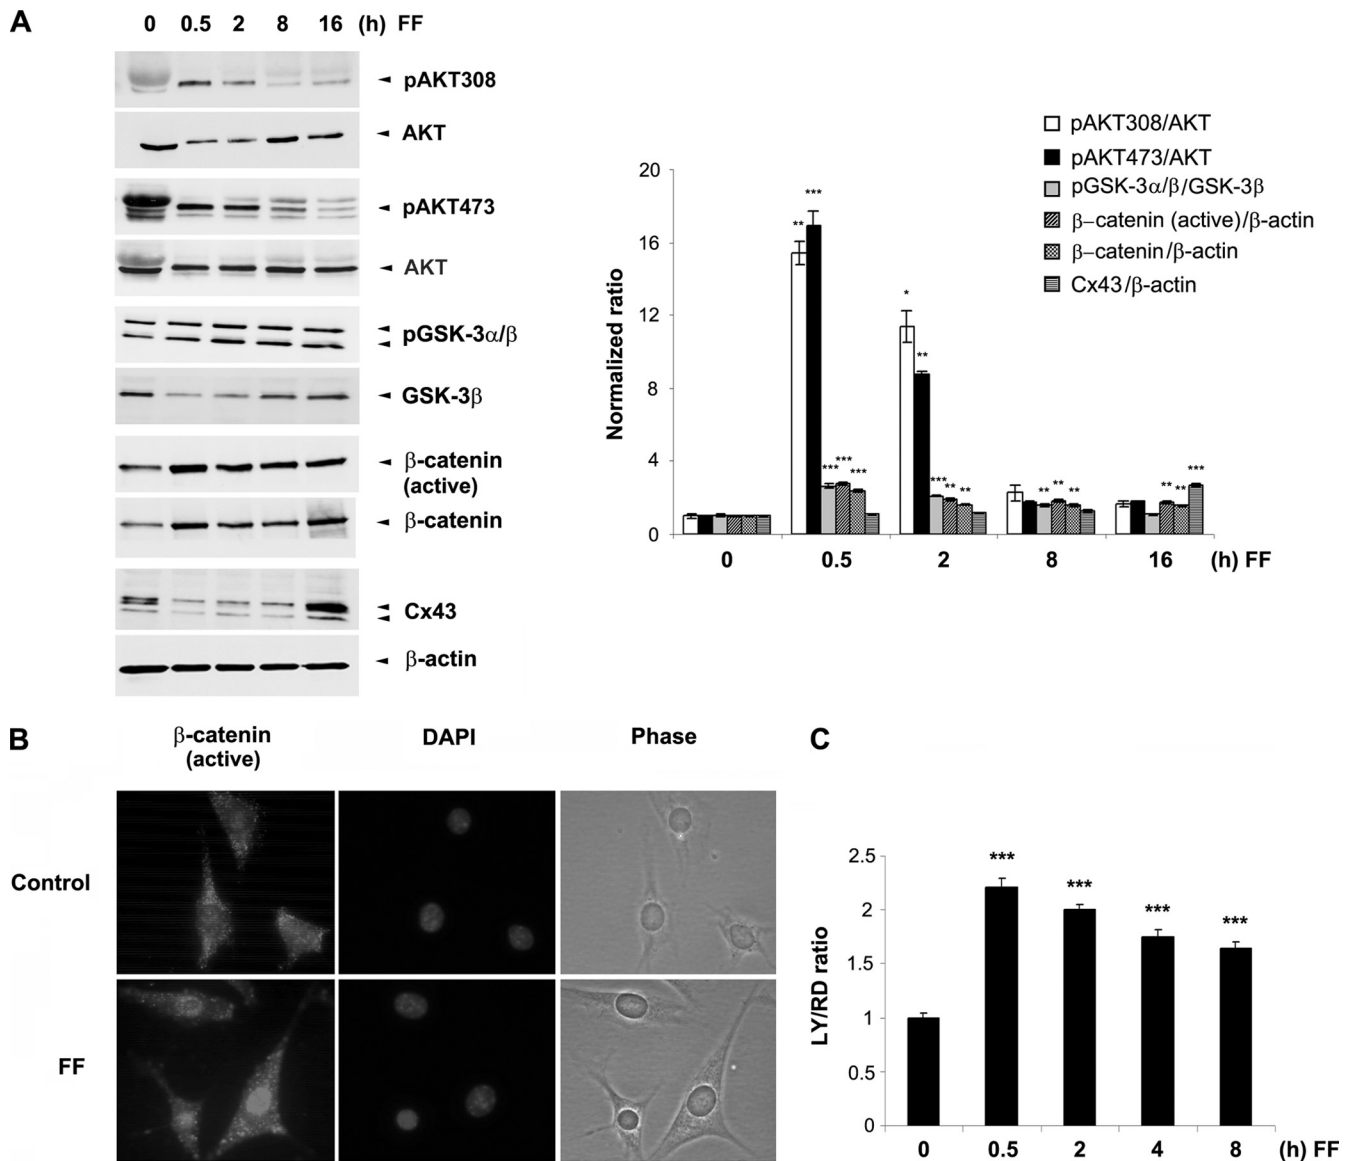 A
0 0.5 2 8 16 (h) FF
pAKT308
AKT
pAKT473
AKT
pGSK-3α/β
GSK-3β
β-catenin
(active)
β-catenin
Cx43
β-actin
pAKT308/AKT
pAKT473/AKT
pGSK-3α/β/GSK-3β
β–catenin (active)/β-actin
β–catenin/β-actin
Cx43/β-actin
Normalized ratio
20
16
12
8
4
0
** ***
*** *** ***
* **
*** ** **
** ** **
** ** ***
0 0.5 2 8 16 (h) FF
B
β-catenin
(active)
DAPI
Phase
Control
FF
C
LY/RD ratio
2.5
2
1.5
1
0.5
0
*** *** *** ***
0 0.5 2 4 8 (h) FF